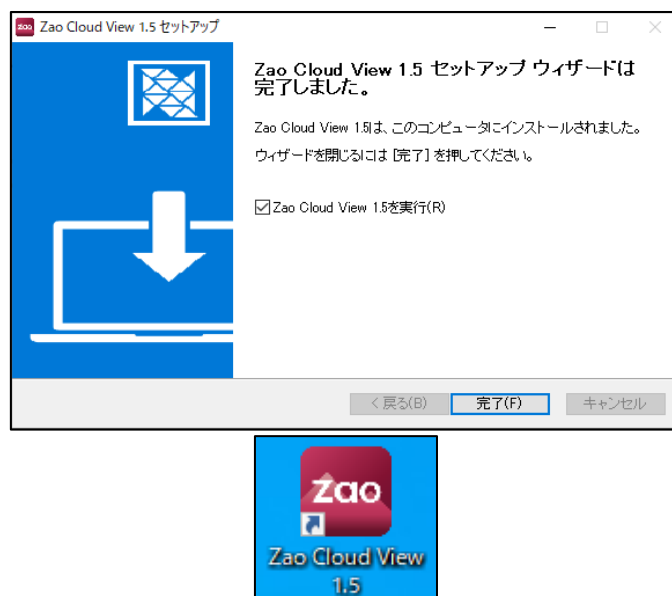 zao Zao Cloud View 1.5 セットアップ
Zao Cloud View 1.5 セットアップ ウィザードは
完了しました。
Zao Cloud View 1.5は、このコンピュータにインストールされました。
ウィザードを閉じるには [完了] を押してください。
Zao Cloud View 1.5を実行(R)
< 戻る(B) 完了(F) キャンセル
zao
Zao Cloud View
1.5